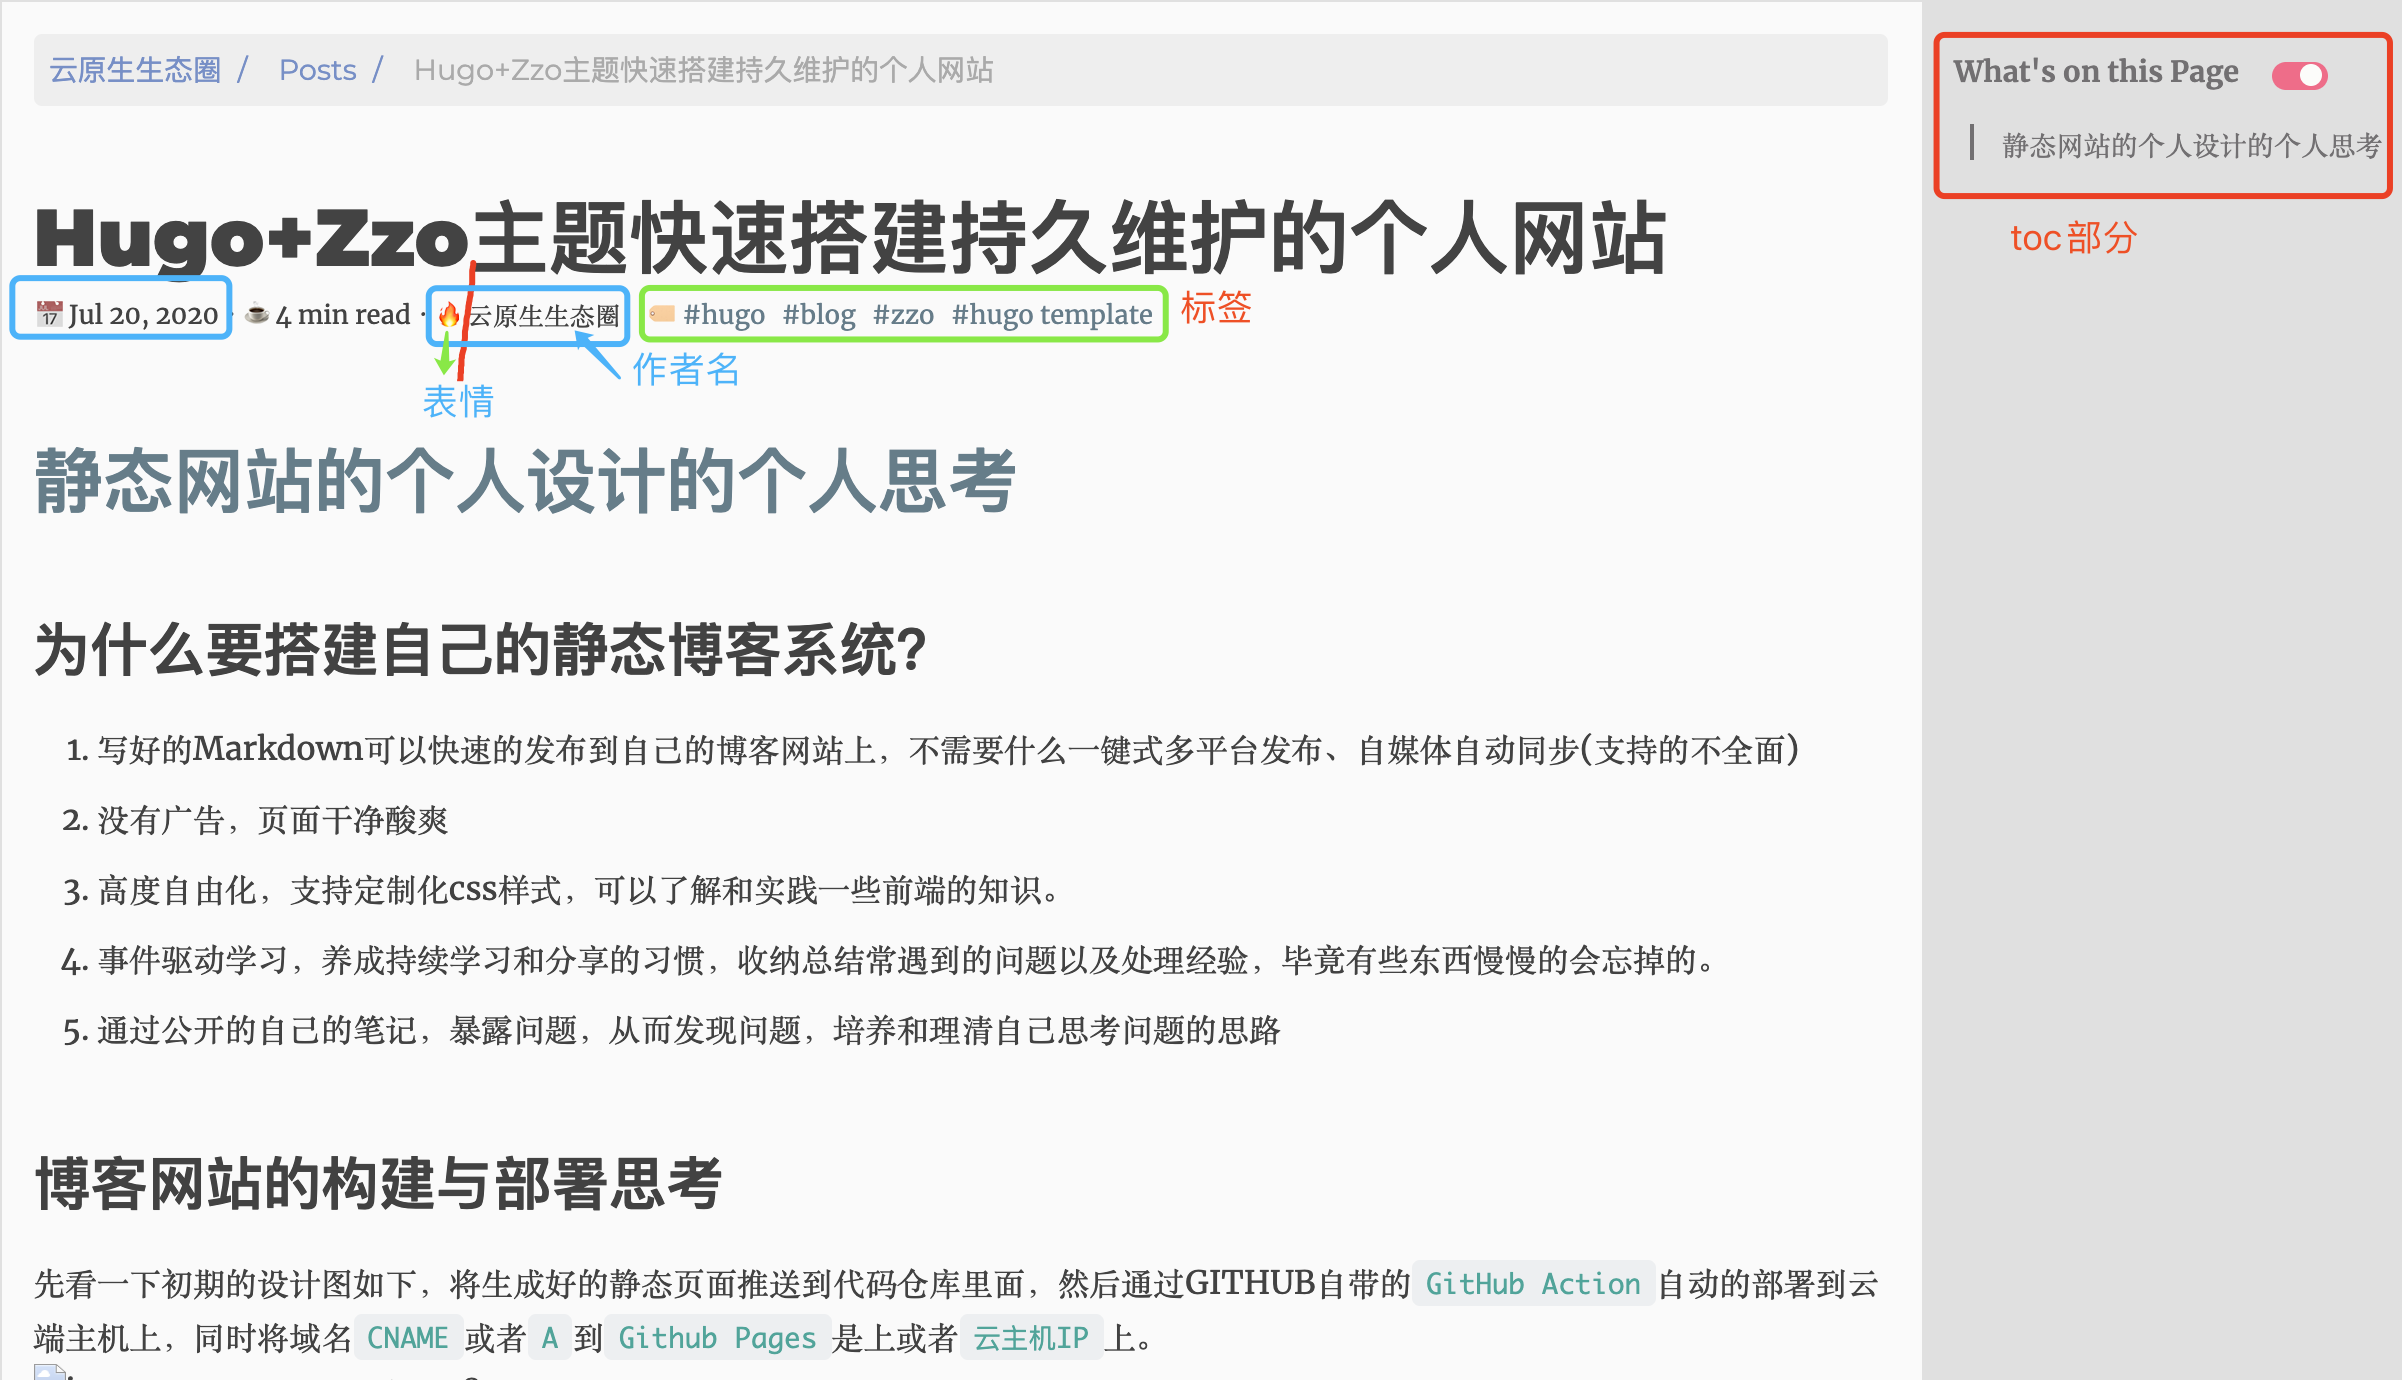 云原生生态圈 / Posts / Hugo+Zzo主题快速搭建持久维护的个人网站
What's on this Page
静态网站的个人设计的个人思考
toc部分
Hugo+Zzo主题快速搭建持久维护的个人网站
Jul 20, 2020 · 4 min read · 云原生生态圈 #hugo #blog #zzo #hugo template 标签
作者名
表情
静态网站的个人设计的个人思考
为什么要搭建自己的静态博客系统?
1. 写好的Markdown可以快速的发布到自己的博客网站上，不需要什么一键式多平台发布、自媒体自动同步(支持的不全面)
2. 没有广告，页面干净酸爽
3. 高度自由化，支持定制化css样式，可以了解和实践一些前端的知识。
4. 事件驱动学习，养成持续学习和分享的习惯，收纳总结常遇到的问题以及处理经验，毕竟有些东西慢慢的会忘掉的。
5. 通过公开的自己的笔记，暴露问题，从而发现问题，培养和理清自己思考问题的思路
博客网站的构建与部署思考
先看一下初期的设计图如下，将生成好的静态页面推送到代码仓库里面，然后通过GITHUB自带的 GitHub Action 自动的部署到云
端主机上，同时将域名 CNAME 或者 A 到 Github Pages 是上或者 云主机IP 上。